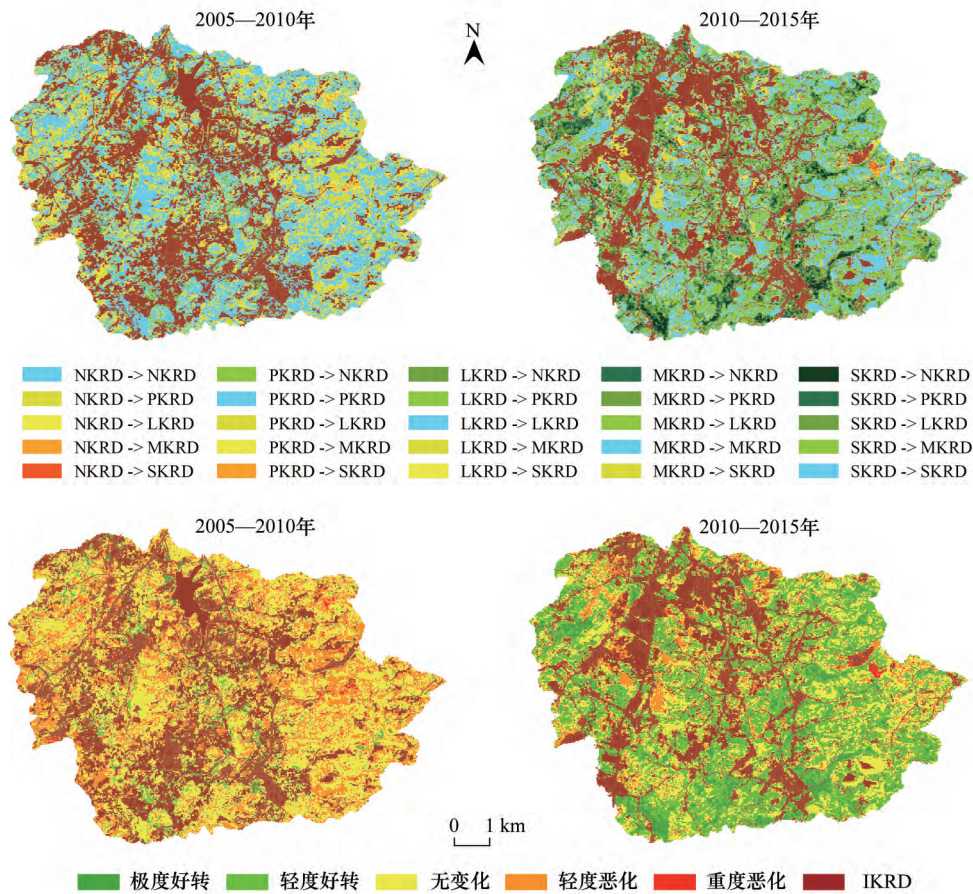 2005—2010年
N
2010—2015年
NKRD -> NKRD PKRD -> NKRD LKRD -> NKRD MKRD -> NKRD SKRD -> NKRD
NKRD -> PKRD PKRD -> PKRD LKRD -> PKRD MKRD -> PKRD SKRD -> PKRD
NKRD -> LKRD PKRD -> LKRD LKRD -> LKRD MKRD -> LKRD SKRD -> LKRD
NKRD -> MKRD PKRD -> MKRD LKRD -> MKRD MKRD -> MKRD SKRD -> MKRD
NKRD -> SKRD PKRD -> SKRD LKRD -> SKRD MKRD -> SKRD SKRD -> SKRD
2005—2010年 2010—2015年
0 1 km
极度好转 轻度好转 无变化 轻度恶化 重度恶化 IKRD